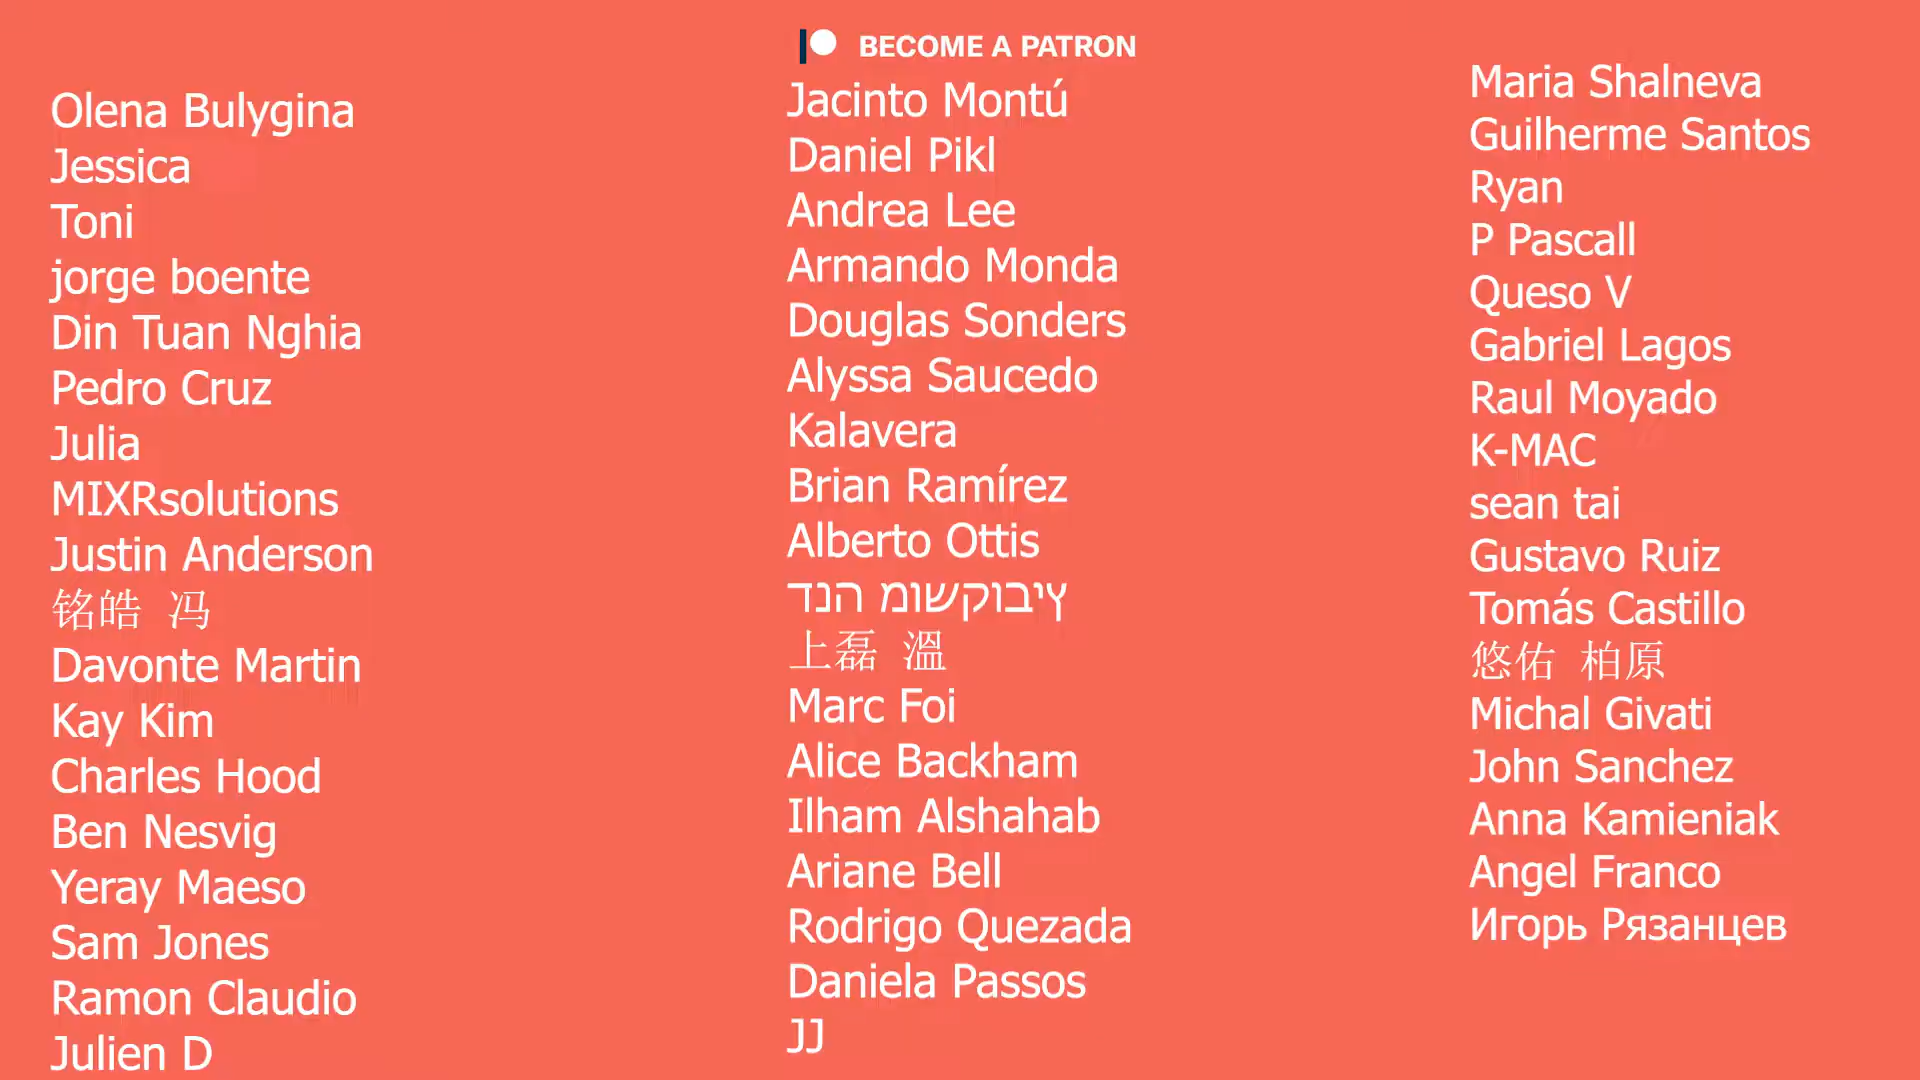 BECOME A PATRON
Olena Bulygina
Jessica
Toni
jorge boente
Din Tuan Nghia
Pedro Cruz
Julia
MIXRsolutions
Justin Anderson
铭皓 冯
Davonte Martin
Kay Kim
Charles Hood
Ben Nesvig
Yeray Maeso
Sam Jones
Ramon Claudio
Julien D
Jacinto Montú
Daniel Pikl
Andrea Lee
Armando Monda
Douglas Sonders
Alyssa Saucedo
Kalavera
Brian Ramírez
Alberto Ottis
דנה מושקוביץ
上磊 溫
Marc Foi
Alice Backham
Ilham Alshahab
Ariane Bell
Rodrigo Quezada
Daniela Passos
JJ
Maria Shalneva
Guilherme Santos
Ryan
P Pascall
Queso V
Gabriel Lagos
Raul Moyado
K-MAC
sean tai
Gustavo Ruiz
Tomás Castillo
悠佑 柏原
Michal Givati
John Sanchez
Anna Kamieniak
Angel Franco
Игорь Рязанцев